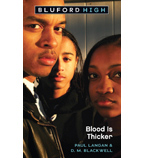 BLUFORD HIGH
Blood Is
Thicker
PAUL LANGAN &
D. M. BLACKWELL